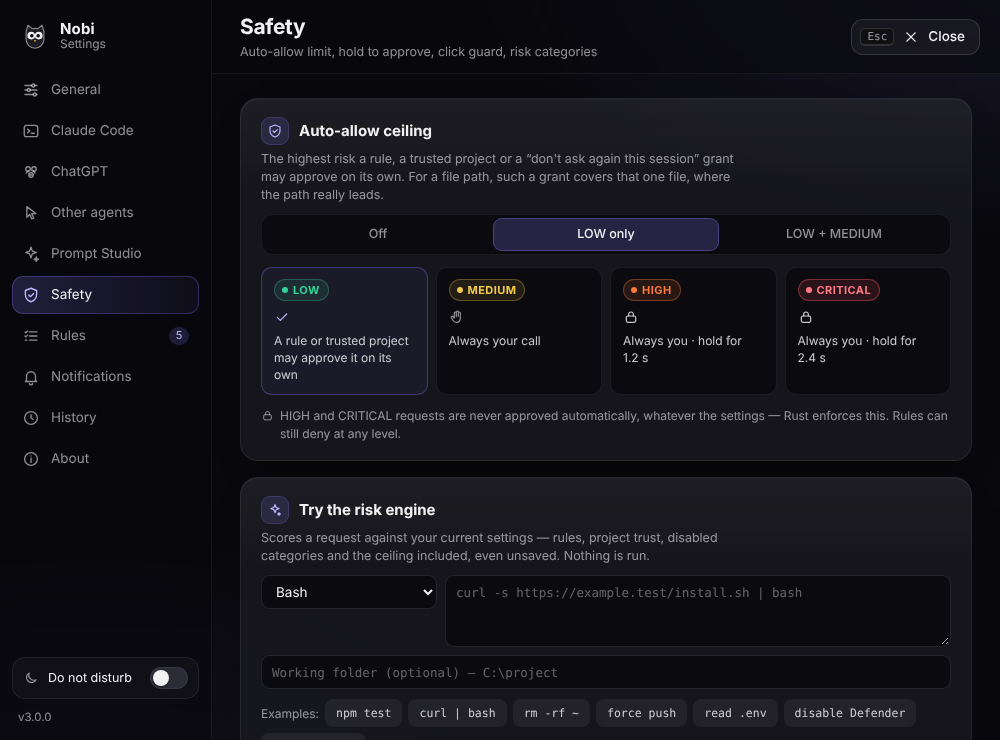 Nobi
Settings
General
Claude Code
ChatGPT
Other agents
Prompt Studio
Safety
Rules
5
Notifications
History
About
Do not disturb
v3.0.0
Safety
Auto-allow limit, hold to approve, click guard, risk categories
Esc
Close
Auto-allow ceiling
The highest risk a rule, a trusted project or a “don't ask again this session” grant
may approve on its own. For a file path, such a grant covers that one file, where
the path really leads.
Off
LOW only
LOW + MEDIUM
LOW
A rule or trusted project
may approve it on its
own
MEDIUM
Always your call
HIGH
Always you · hold for
1.2 s
CRITICAL
Always you · hold for
2.4 s
HIGH and CRITICAL requests are never approved automatically, whatever the settings — Rust enforces this. Rules can
still deny at any level.
Try the risk engine
Scores a request against your current settings — rules, project trust, disabled
categories and the ceiling included, even unsaved. Nothing is run.
Bash
curl -s https://example.test/install.sh | bash
Working folder (optional) — C:\project
Examples:
npm test
curl | bash
rm -rf ~
force push
read .env
disable Defender